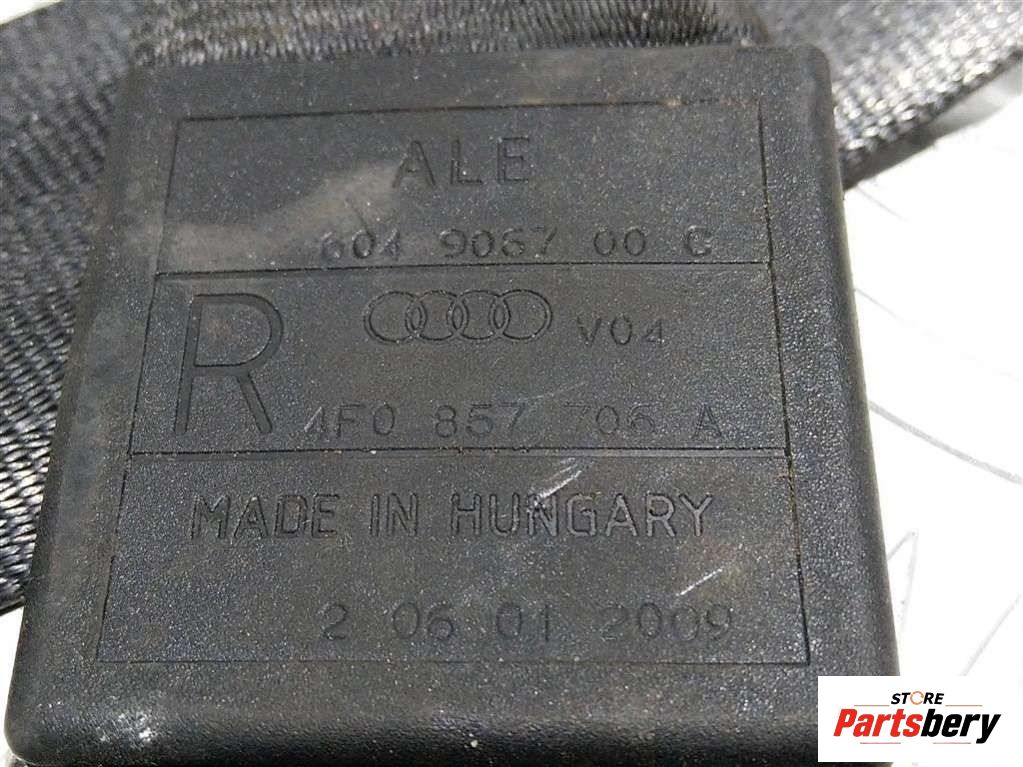 ALE
604 9067 00 C
R
V04
4F0 857 706 A
MADE IN HUNGARY
2 06 01 2009
STORE
Partsbery